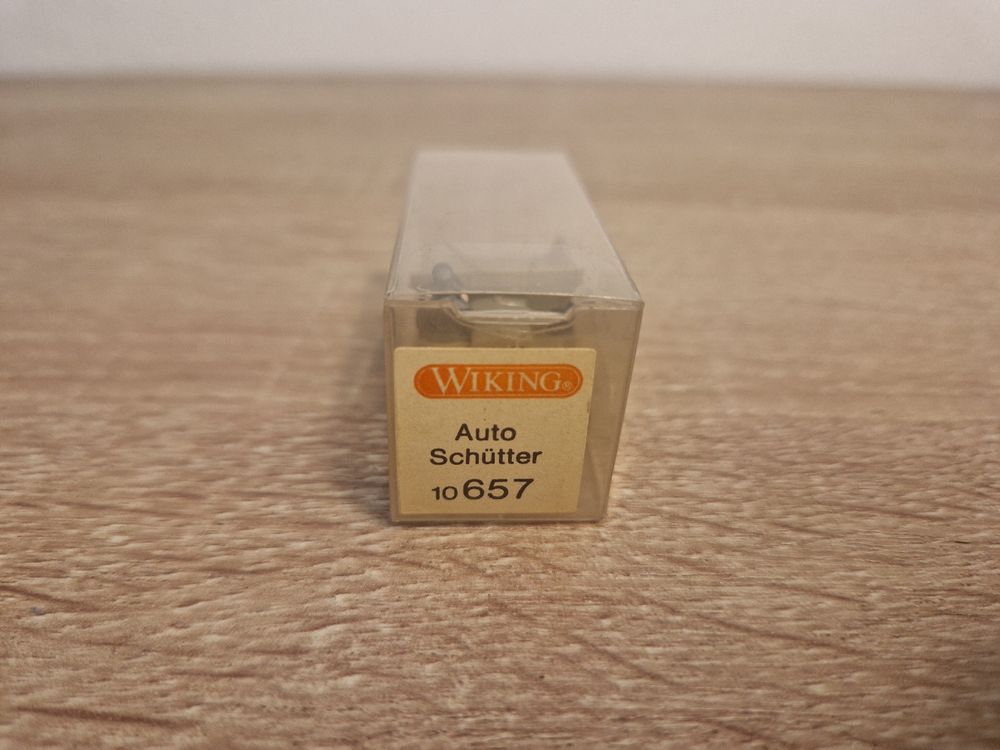 WIKING®
Auto
Schütter
10 657